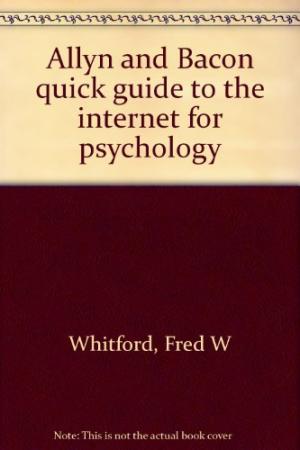 Allyn and Bacon
quick guide to the
internet for
psychology
Whitford, Fred W
Note: This is not the actual book cover